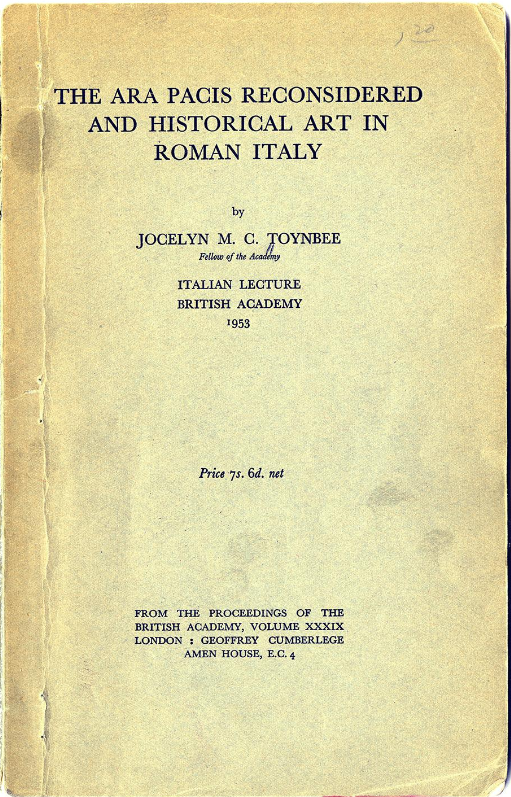 , 20
THE ARA PACIS RECONSIDERED
AND HISTORICAL ART IN
ROMAN ITALY
by
JOCELYN M. C. TOYNBEE
Fellow of the Academy
ITALIAN LECTURE
BRITISH ACADEMY
1953
Price 7s. 6d. net
FROM THE PROCEEDINGS OF THE
BRITISH ACADEMY, VOLUME XXXIX
LONDON : GEOFFREY CUMBERLEGE
AMEN HOUSE, E.C. 4